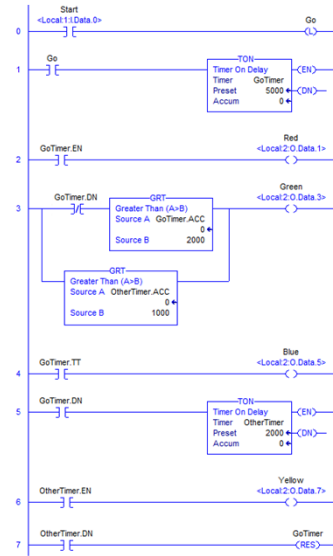 Start
<Local:1:I.Data.0>
Go
0
(L)
Go
1
TON
Timer On Delay
Timer GoTimer
Preset 5000
Accum 0
(EN)
(DN)
GoTimer.EN
Red
<Local:2:O.Data.1>
2
GoTimer.DN
GRT
Greater Than (A>B)
Source A GoTimer.ACC
0
Source B 2000
Green
<Local:2:O.Data.3>
3
GRT
Greater Than (A>B)
Source A OtherTimer.ACC
0
Source B 1000
GoTimer.TT
Blue
<Local:2:O.Data.5>
4
GoTimer.DN
5
TON
Timer On Delay
Timer OtherTimer
Preset 2000
Accum 0
(EN)
(DN)
OtherTimer.EN
Yellow
<Local:2:O.Data.7>
6
OtherTimer.DN
GoTimer
7
(RES)